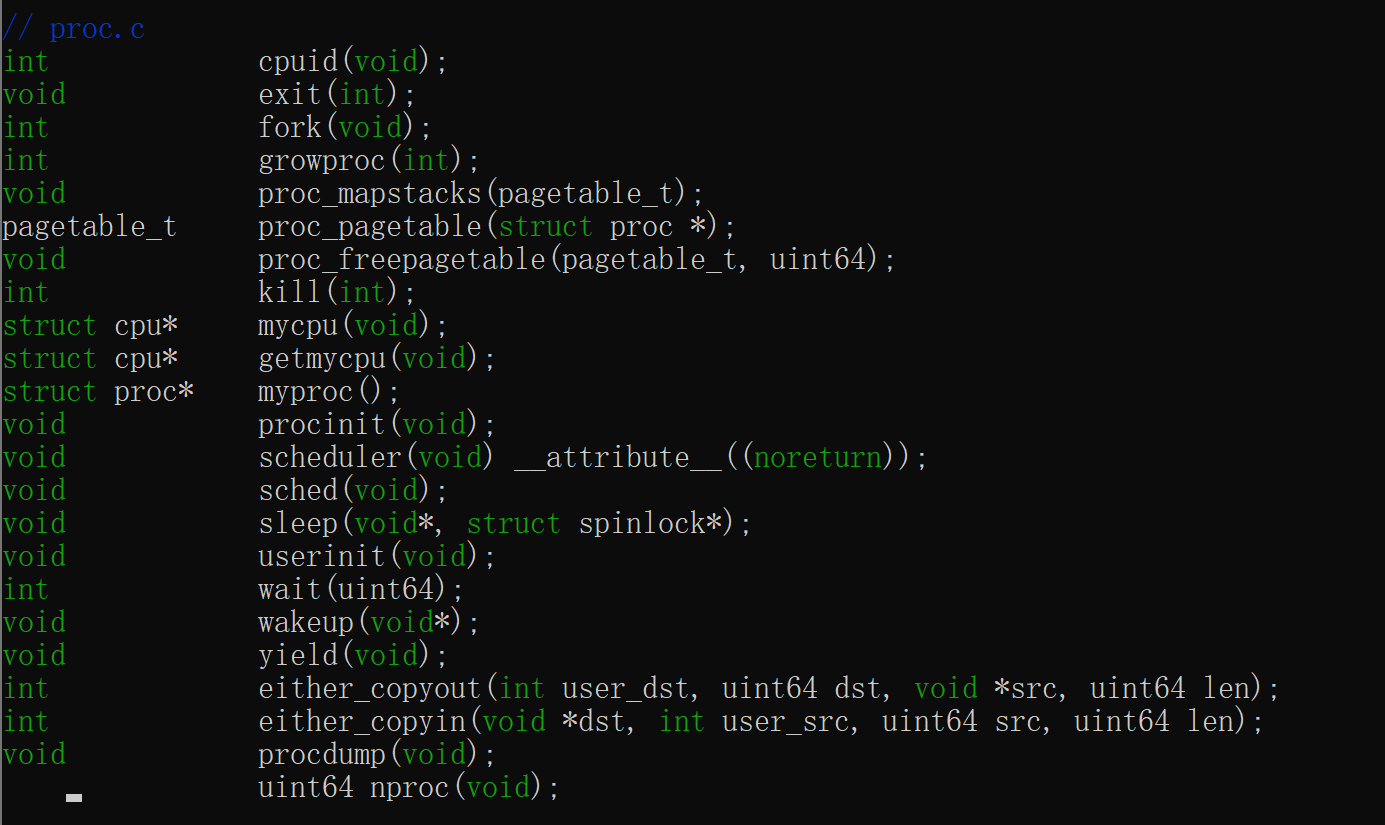 // proc.c
int             cpuid(void);
void            exit(int);
int             fork(void);
int             growproc(int);
void            proc_mapstacks(pagetable_t);
pagetable_t     proc_pagetable(struct proc *);
void            proc_freepagetable(pagetable_t, uint64);
int             kill(int);
struct cpu*     mycpu(void);
struct cpu*     getmycpu(void);
struct proc*    myproc();
void            procinit(void);
void            scheduler(void) __attribute__((noreturn));
void            sched(void);
void            sleep(void*, struct spinlock*);
void            userinit(void);
int             wait(uint64);
void            wakeup(void*);
void            yield(void);
int             either_copyout(int user_dst, uint64 dst, void *src, uint64 len);
int             either_copyin(void *dst, int user_src, uint64 src, uint64 len);
void            procdump(void);
                uint64 nproc(void);